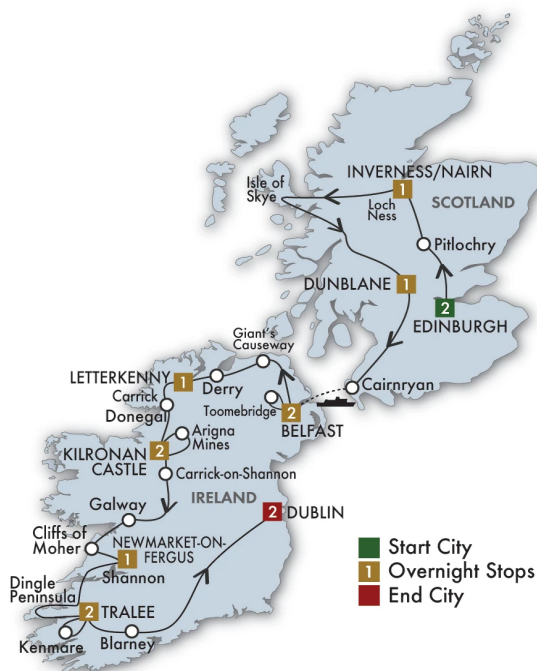 INVERNESS/NAIRN
1
Isle of
Skye
Loch
Ness
SCOTLAND
Pitlochry
DUNBLANE
1
2
EDINBURGH
Giant's
Causeway
Cairnryan
LETTERKENNY
1
Derry
Carrick
Donegal
Toomebridge
2
BELFAST
Arigna
Mines
KILRONAN
CASTLE
2
Carrick-on-Shannon
IRELAND
Galway
2
DUBLIN
Cliffs of
Moher
NEWMARKET-ON-
FERGUS
1
Shannon
Dingle
Peninsula
2
TRALEE
Kenmare
Blarney
Start City
1
Overnight Stops
End City